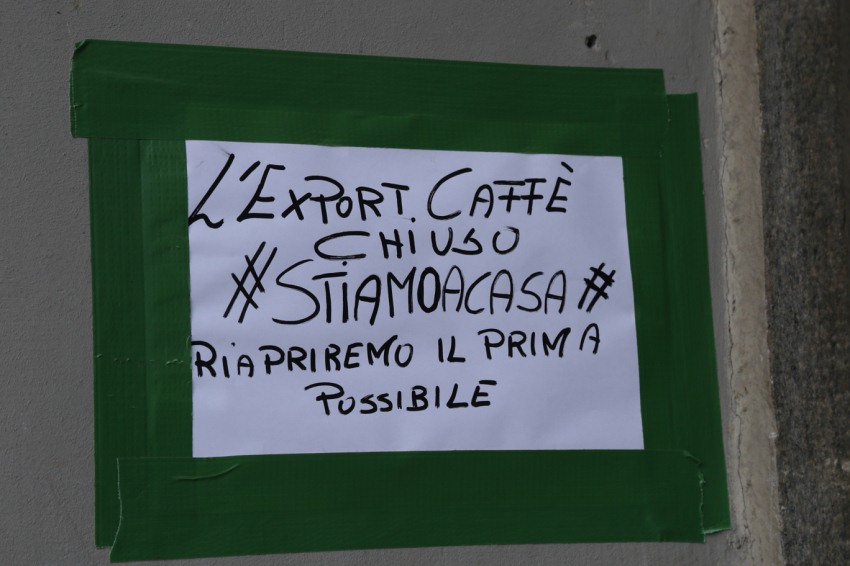 L'EXPORT. CAFFÈ
CHIUSO
#STIAMOACASA#
RIAPRIREMO IL PRIMA
POSSIBILE